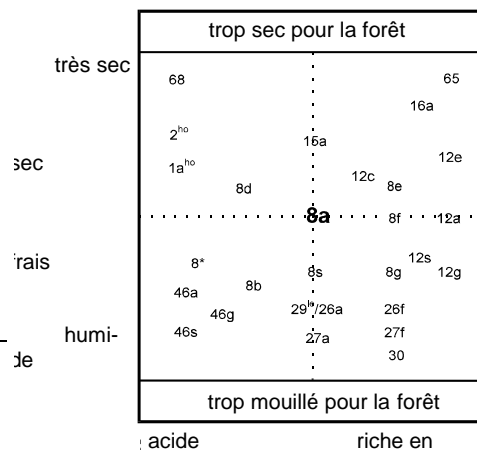 trop sec pour la forêt
très sec
68 65
16a
2ho 15a
sec 1aho 12e
12c
8d 8e
8a 8f 12a
frais 8* 8s 8g 12s 12g
46a 8b
46g 29ho/26a 26f
humi- 46s 27a 27f
de 30
trop mouillé pour la forêt
acide riche en